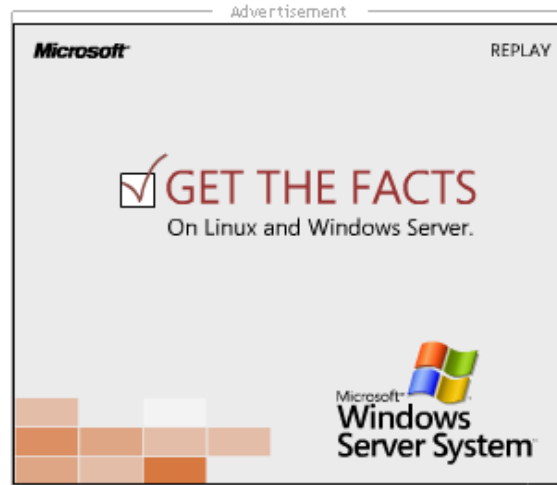 Advertisement
Microsoft
REPLAY
GET THE FACTS
On Linux and Windows Server.
Microsoft
Windows
Server System